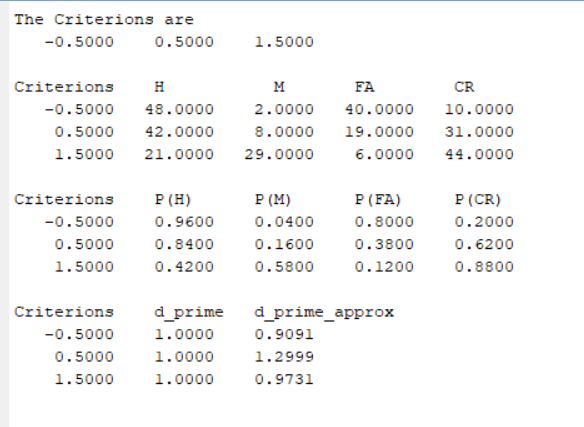 The Criterions are
-0.5000 0.5000 1.5000
Criterions H M FA CR
-0.5000 48.0000 2.0000 40.0000 10.0000
0.5000 42.0000 8.0000 19.0000 31.0000
1.5000 21.0000 29.0000 6.0000 44.0000
Criterions P(H) P(M) P(FA) P(CR)
-0.5000 0.9600 0.0400 0.8000 0.2000
0.5000 0.8400 0.1600 0.3800 0.6200
1.5000 0.4200 0.5800 0.1200 0.8800
Criterions d_prime d_prime_approx
-0.5000 1.0000 0.9091
0.5000 1.0000 1.2999
1.5000 1.0000 0.9731